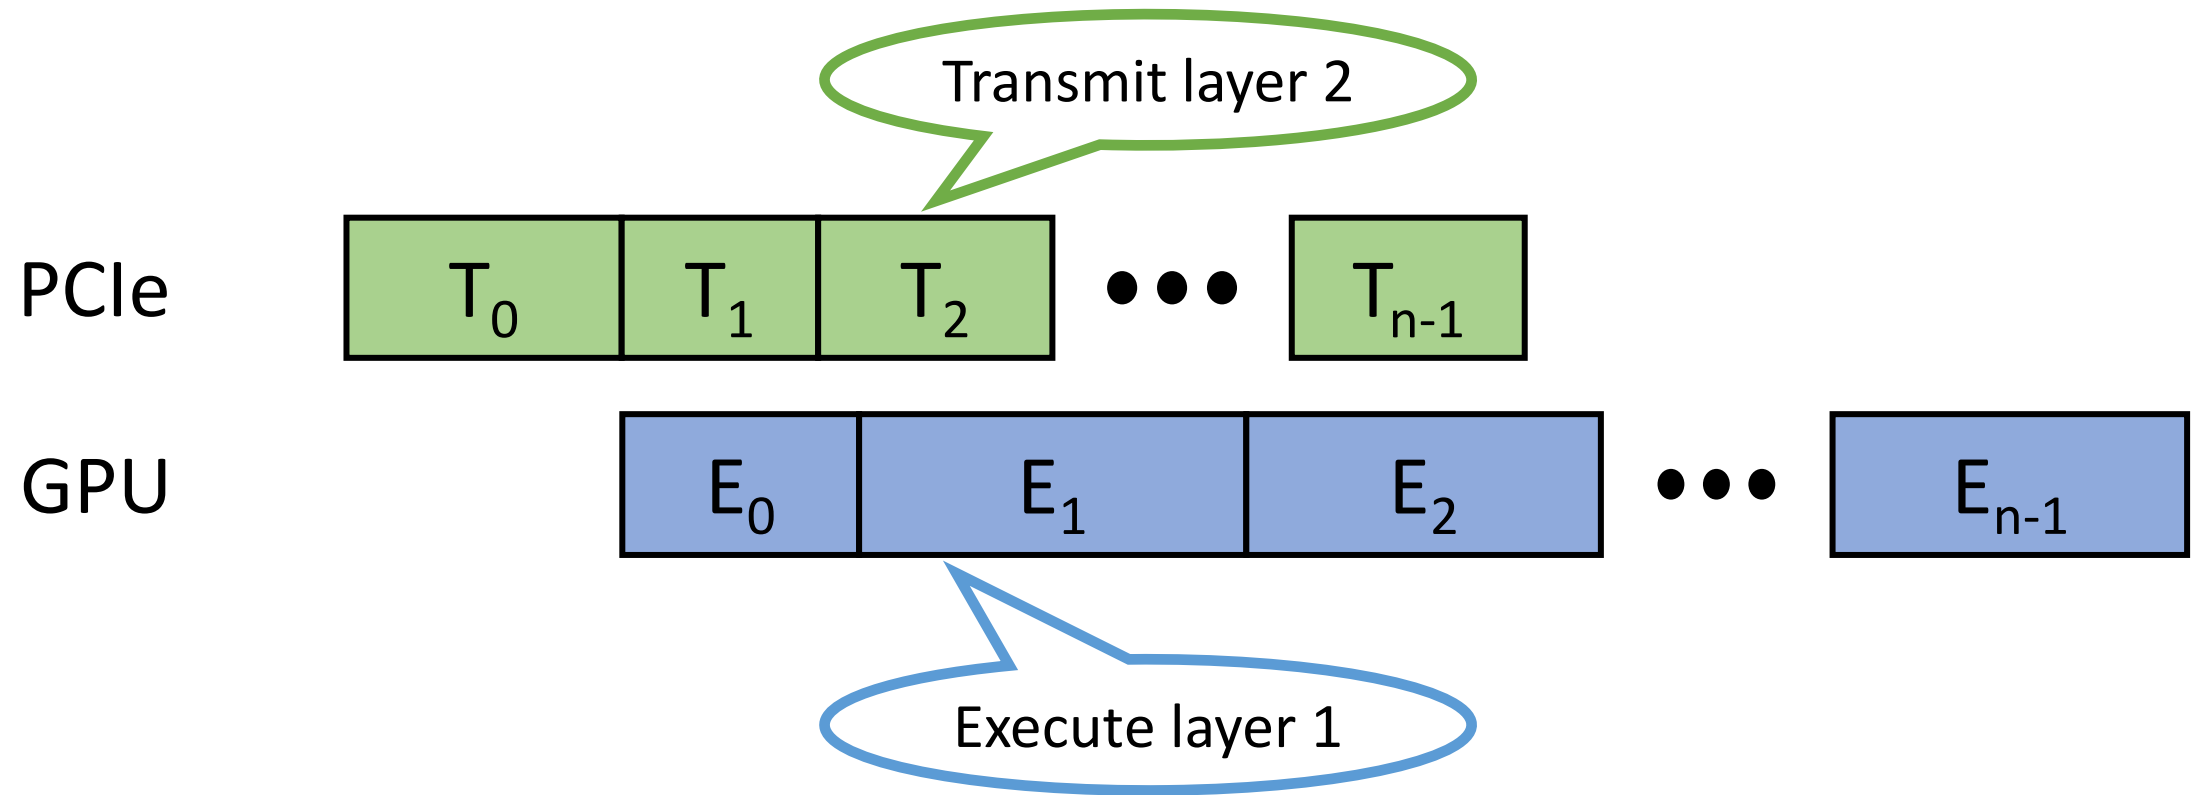 Transmit layer 2
PCIe T₀ T₁ T₂ ••• Tₙ₋₁
GPU E₀ E₁ E₂ ••• Eₙ₋₁
Execute layer 1